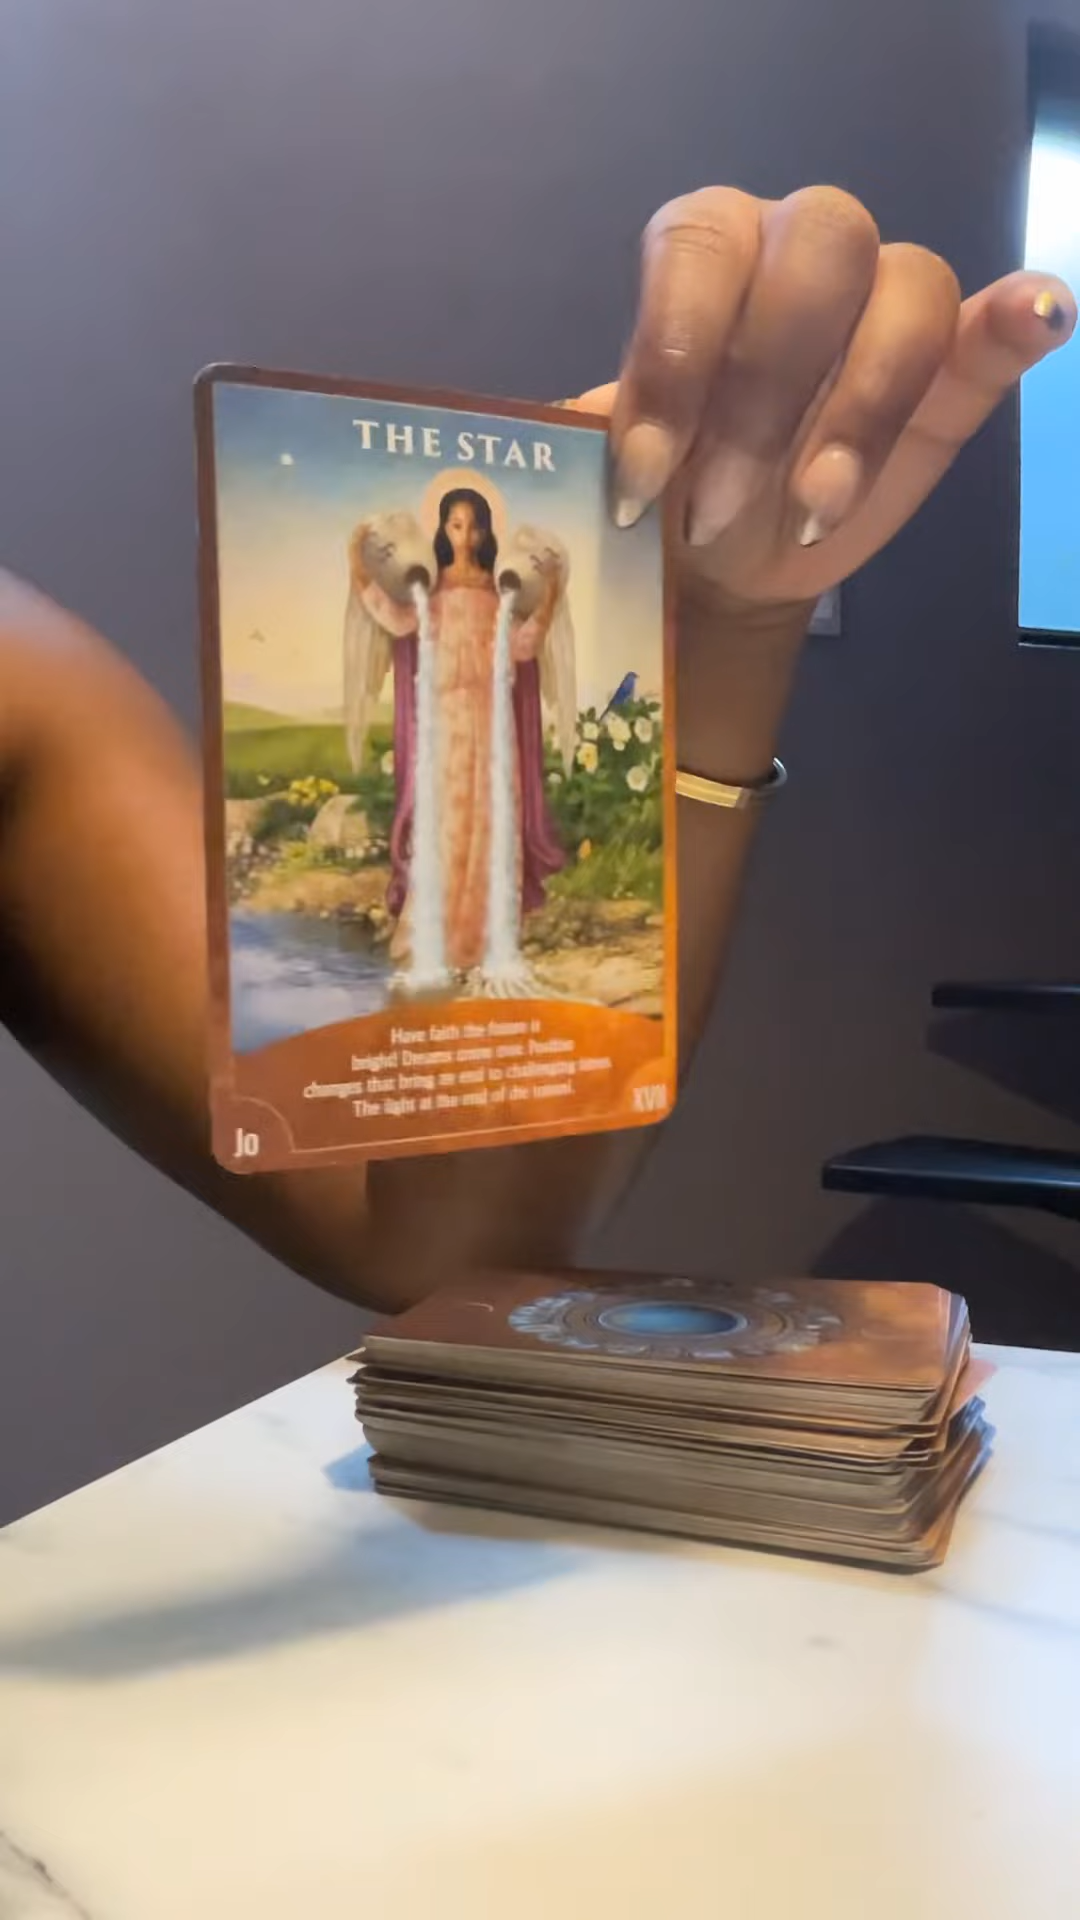 THE STAR
Have faith the future is
bright! Dreams come true. Positive
changes that bring an end to challenging times.
The light at the end of the tunnel.
Jo
XVII